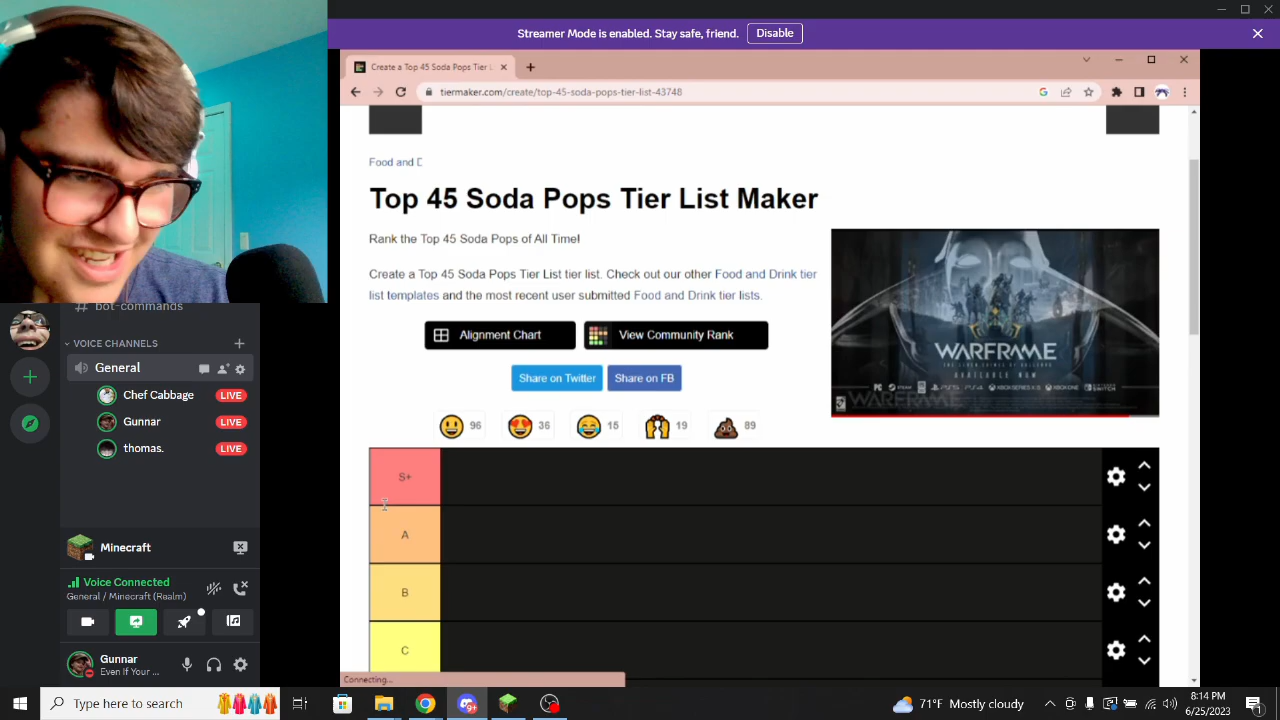 Streamer Mode is enabled. Stay safe, friend.
Disable
Create a Top 45 Soda Pops Tier L
tiermaker.com/create/top-45-soda-pops-tier-list-43748
Food and D
Top 45 Soda Pops Tier List Maker
Rank the Top 45 Soda Pops of All Time!
Create a Top 45 Soda Pops Tier List tier list. Check out our other Food and Drink tier
list templates and the most recent user submitted Food and Drink tier lists.
Alignment Chart
View Community Rank
Share on Twitter
Share on FB
96
36
15
19
89
WARFRAME
AVAILABLE NOW
S+
A
B
C
Connecting...
# bot-commands
VOICE CHANNELS
General
Chef Cabbage LIVE
Gunnar LIVE
thomas. LIVE
Minecraft
Voice Connected
General / Minecraft (Realm)
Gunnar
Even If Your ...
Type here to search
71°F Mostly cloudy
8:14 PM
6/25/2023
1